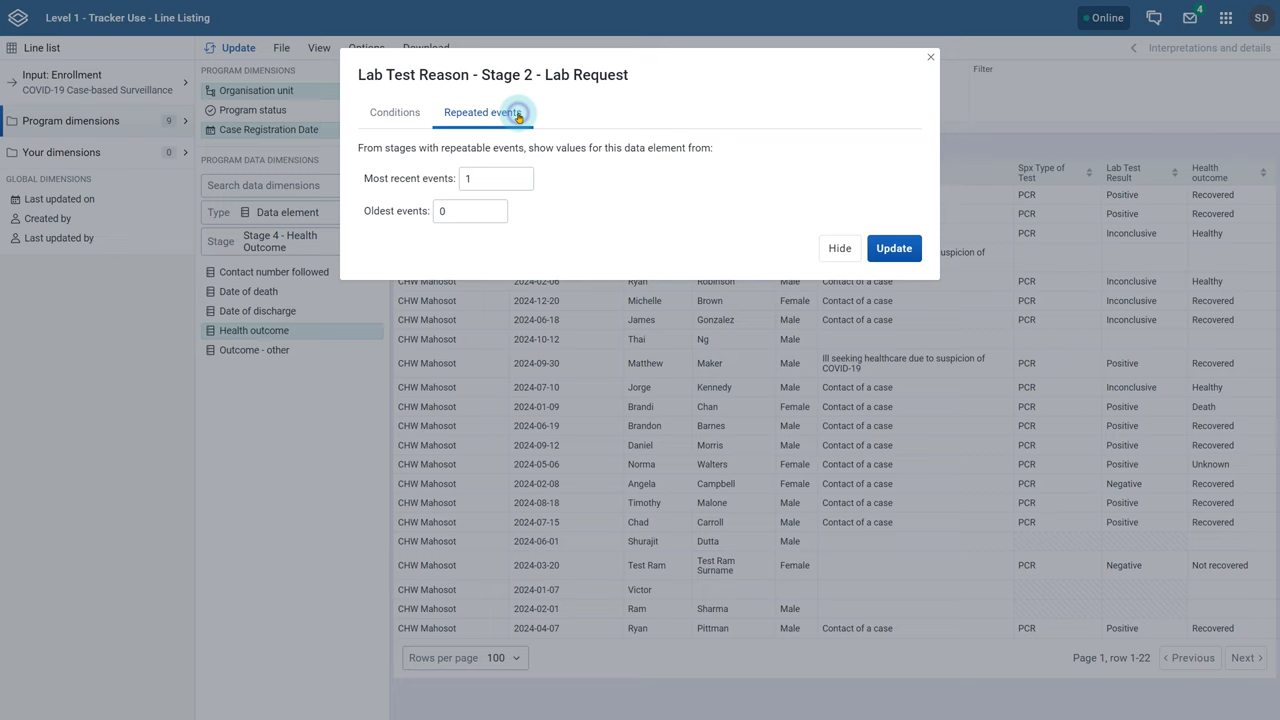 Level 1 - Tracker Use - Line Listing
Online
4
SD
Line list
Update
File
View
Options
Download
Interpretations and details
Input: Enrollment
COVID-19 Case-based Surveillance
Program dimensions 9
Your dimensions 0
GLOBAL DIMENSIONS
Last updated on
Created by
Last updated by
PROGRAM DIMENSIONS
Organisation unit
Program status
Case Registration Date
PROGRAM DATA DIMENSIONS
Search data dimensions
Type Data element
Stage Stage 4 - Health
Outcome
Contact number followed
Date of death
Date of discharge
Health outcome
Outcome - other
Lab Test Reason - Stage 2 - Lab Request
Conditions
Repeated events
From stages with repeatable events, show values for this data element from:
Most recent events: 1
Oldest events: 0
Hide
Update
Filter
Spx Type of
Test
Lab Test
Result
Health
outcome
PCR Positive Recovered
PCR Positive Recovered
PCR Inconclusive Healthy
suspicion of
CHW Mahosot 2024-02-06 Ryan Robinson Male Contact of a case PCR Inconclusive Healthy
CHW Mahosot 2024-12-20 Michelle Brown Female Contact of a case PCR Inconclusive Recovered
CHW Mahosot 2024-06-18 James Gonzalez Male Contact of a case PCR Inconclusive Recovered
CHW Mahosot 2024-10-12 Thai Ng Male
CHW Mahosot 2024-09-30 Matthew Maker Male Ill seeking healthcare due to suspicion of
COVID-19 PCR Positive Recovered
CHW Mahosot 2024-07-10 Jorge Kennedy Male Contact of a case PCR Inconclusive Healthy
CHW Mahosot 2024-01-09 Brandi Chan Female Contact of a case PCR Positive Death
CHW Mahosot 2024-06-19 Brandon Barnes Male Contact of a case PCR Positive Recovered
CHW Mahosot 2024-09-12 Daniel Morris Male Contact of a case PCR Positive Recovered
CHW Mahosot 2024-05-06 Norma Walters Female Contact of a case PCR Positive Unknown
CHW Mahosot 2024-02-08 Angela Campbell Female Contact of a case PCR Negative Recovered
CHW Mahosot 2024-08-18 Timothy Malone Male Contact of a case PCR Positive Recovered
CHW Mahosot 2024-07-15 Chad Carroll Male Contact of a case PCR Positive Recovered
CHW Mahosot 2024-06-01 Shurajit Dutta Male
CHW Mahosot 2024-03-20 Test Ram Test Ram
Surname Female PCR Negative Not recovered
CHW Mahosot 2024-01-07 Victor
CHW Mahosot 2024-02-01 Ram Sharma Male
CHW Mahosot 2024-04-07 Ryan Pittman Male Contact of a case PCR Positive Recovered
Rows per page 100
Page 1, row 1-22
Previous
Next